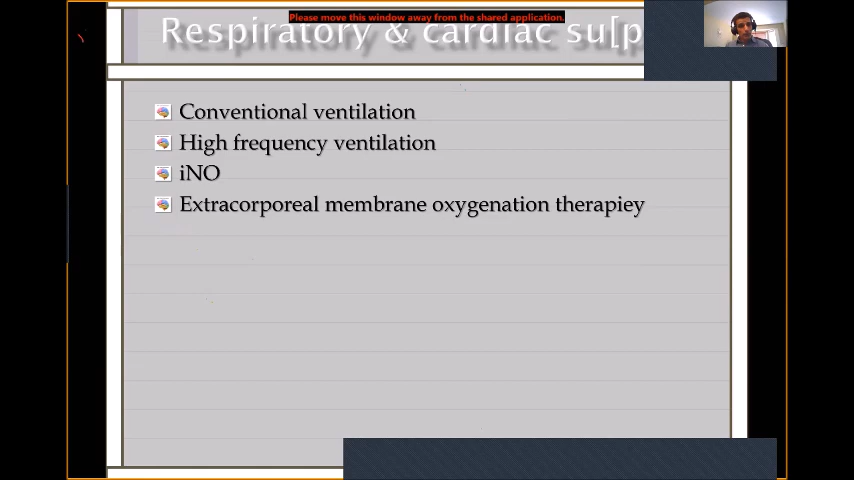 Please move this window away from the shared application.
Respiratory & cardiac su[p
Conventional ventilation
High frequency ventilation
iNO
Extracorporeal membrane oxygenation therapiey